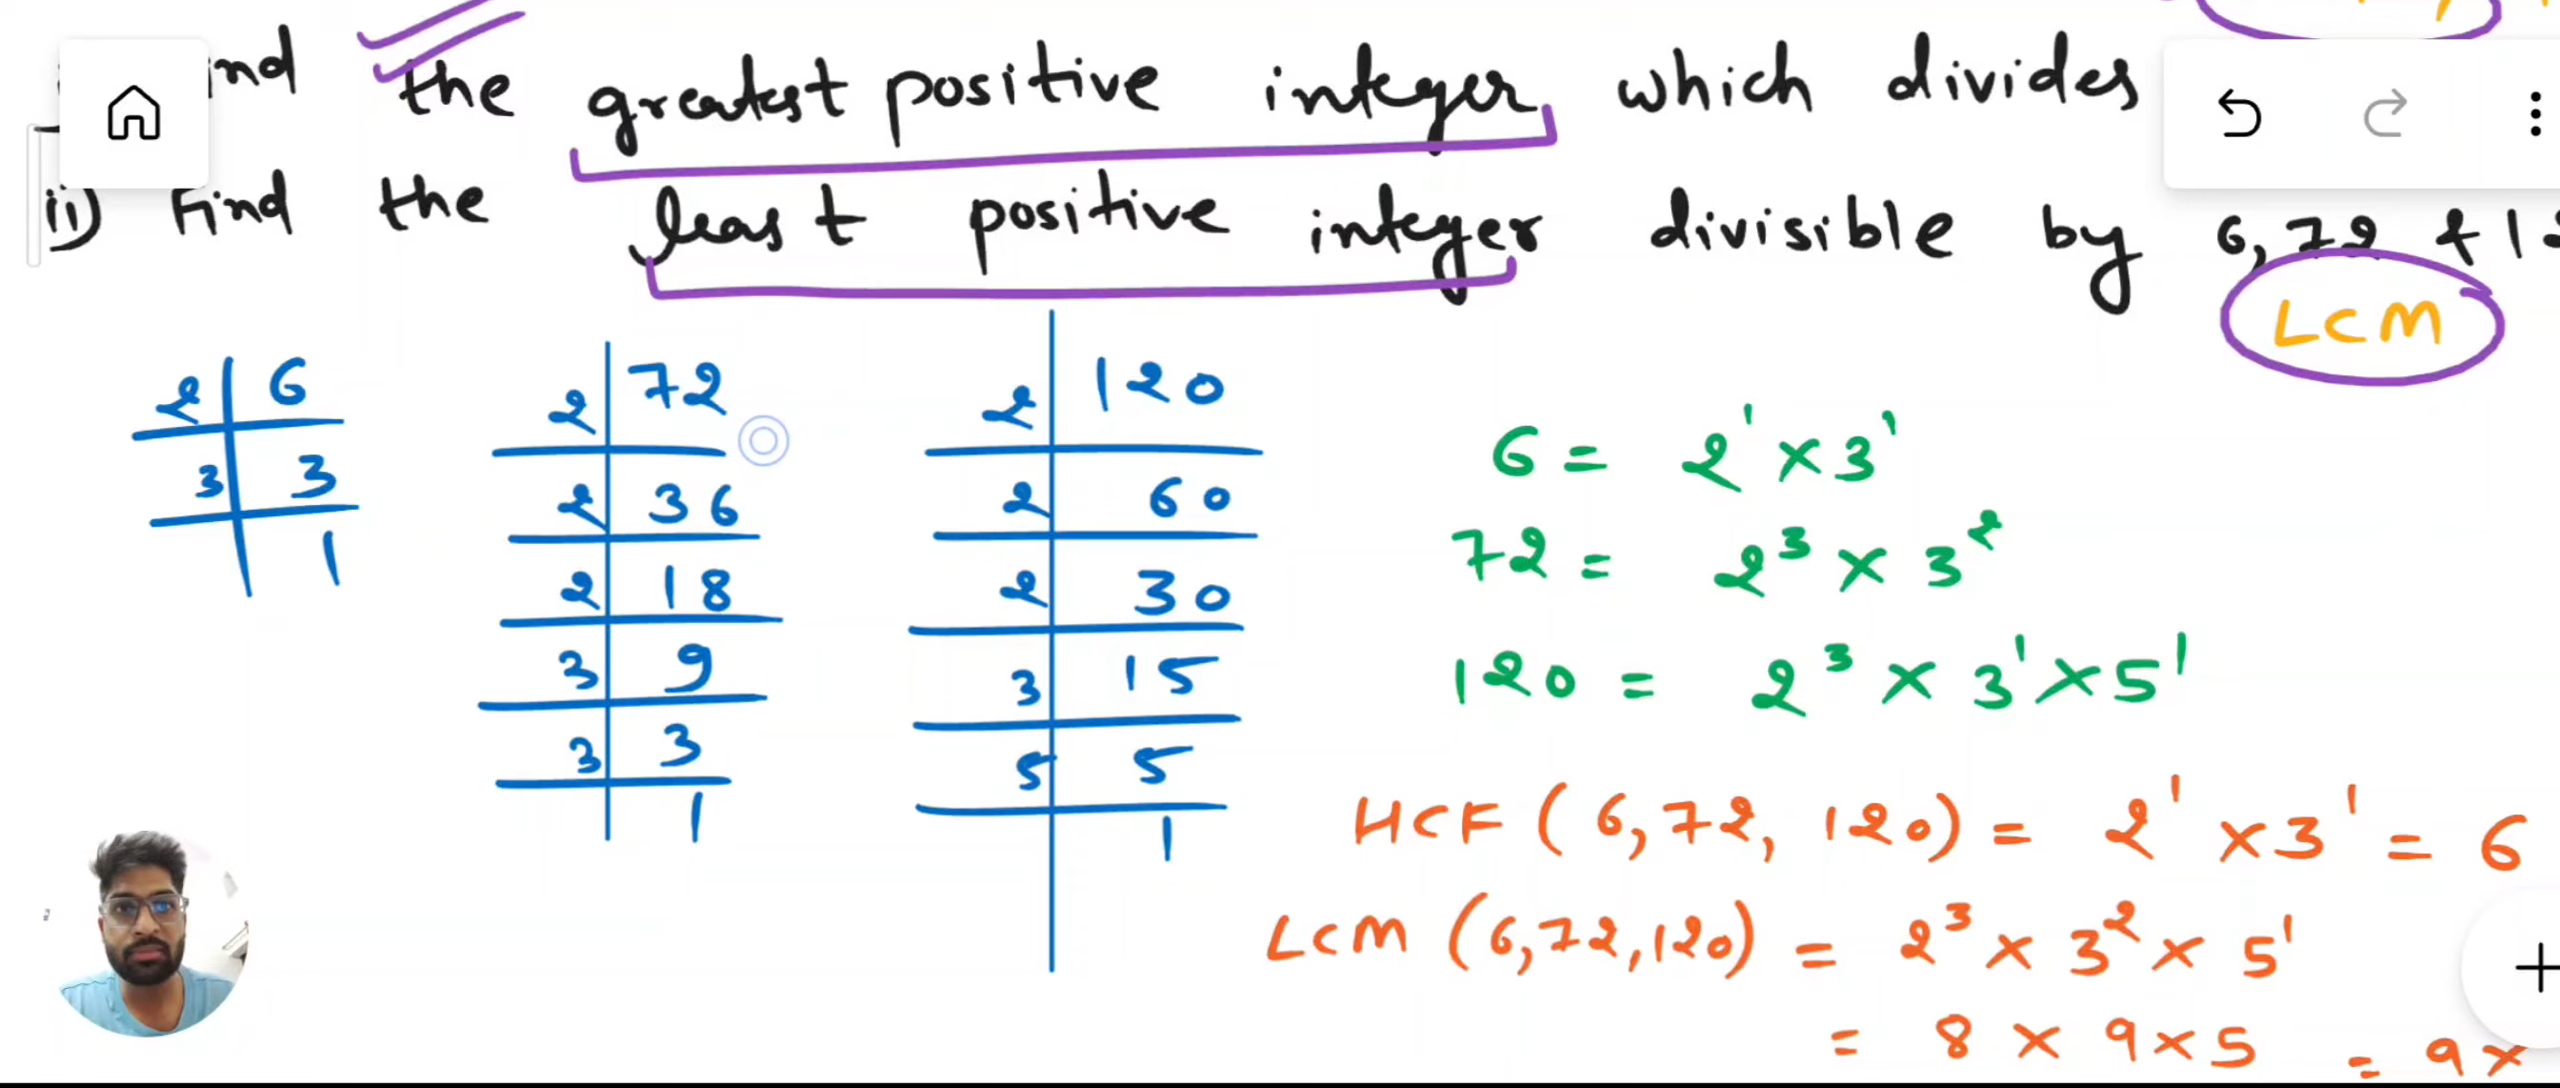 ind the greatest positive integer which divides
ii) Find the least positive integer divisible by 6, 72 & 12
LCM
2 | 6
3 | 3
1
2 | 72
2 | 36
2 | 18
3 | 9
3 | 3
1
2 | 120
2 | 60
2 | 30
3 | 15
5 | 5
1
6 = 2¹ × 3¹
72 = 2³ × 3²
120 = 2³ × 3¹ × 5¹
HCF (6, 72, 120) = 2¹ × 3¹ = 6
LCM (6, 72, 120) = 2³ × 3² × 5¹
= 8 × 9 × 5 = 9 ×